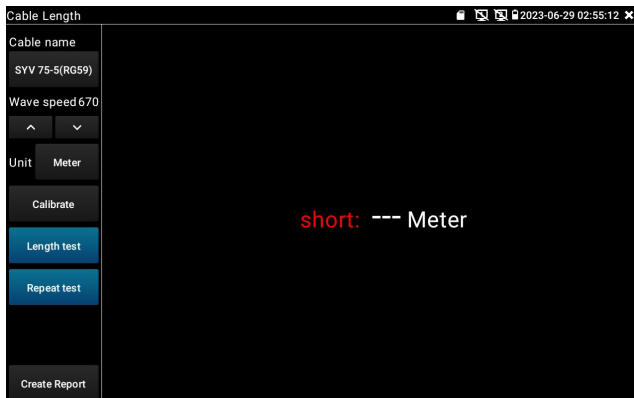 Cable Length
2023-06-29 02:55:12
Cable name
SYV 75-5(RG59)
Wave speed 670
Unit Meter
Calibrate
short: --- Meter
Length test
Repeat test
Create Report